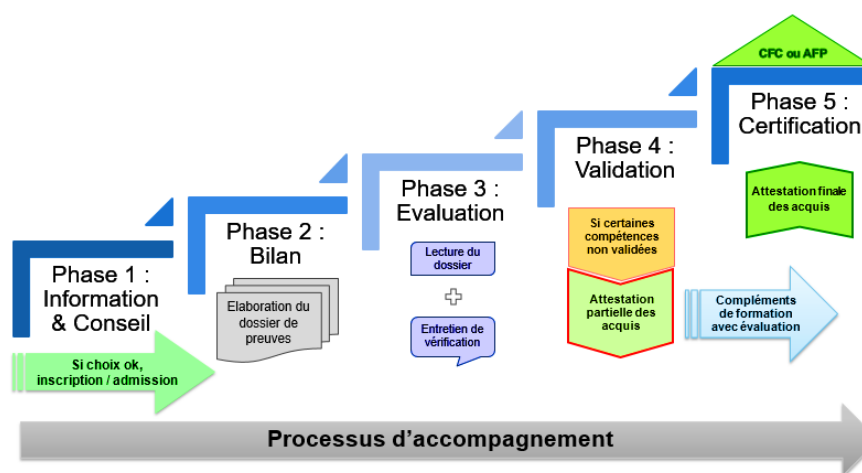 Phase 1 :
Information
& Conseil
Si choix ok,
inscription / admission
Phase 2 :
Bilan
Elaboration du
dossier de
preuves
Phase 3 :
Evaluation
Lecture du
dossier
Entretien de
vérification
Phase 4 :
Validation
Si certaines
compétences
non validées
Attestation
partielle des
acquis
Compléments
de formation
avec évaluation
CFC ou AFP
Phase 5 :
Certification
Attestation finale
des acquis
Processus d'accompagnement